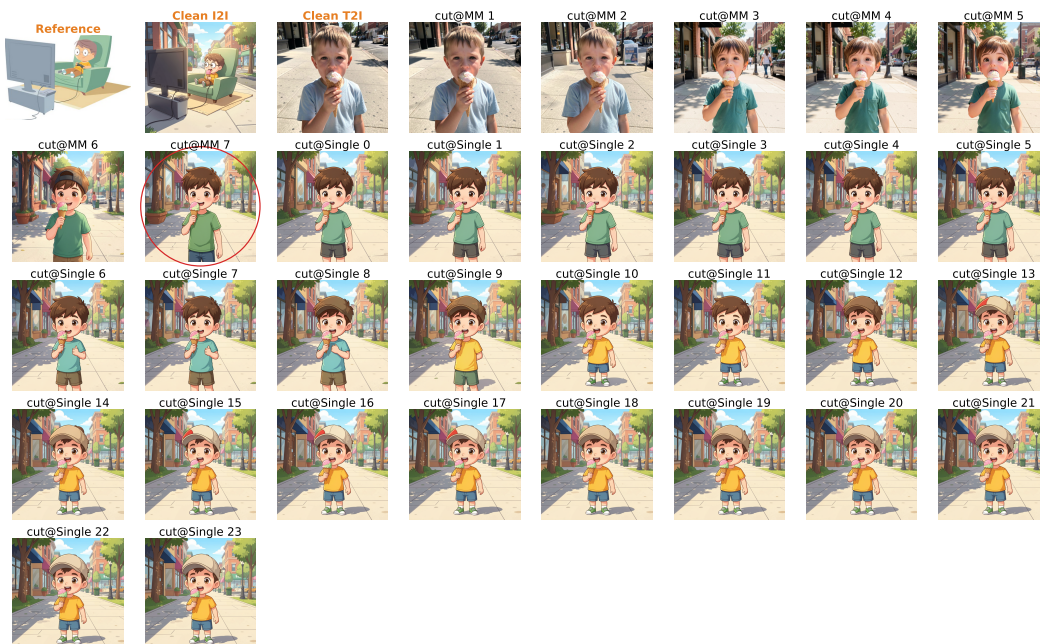 Reference
Clean I2I
Clean T2I
cut@MM 1
cut@MM 2
cut@MM 3
cut@MM 4
cut@MM 5
cut@MM 6
cut@MM 7
cut@Single 0
cut@Single 1
cut@Single 2
cut@Single 3
cut@Single 4
cut@Single 5
cut@Single 6
cut@Single 7
cut@Single 8
cut@Single 9
cut@Single 10
cut@Single 11
cut@Single 12
cut@Single 13
cut@Single 14
cut@Single 15
cut@Single 16
cut@Single 17
cut@Single 18
cut@Single 19
cut@Single 20
cut@Single 21
cut@Single 22
cut@Single 23